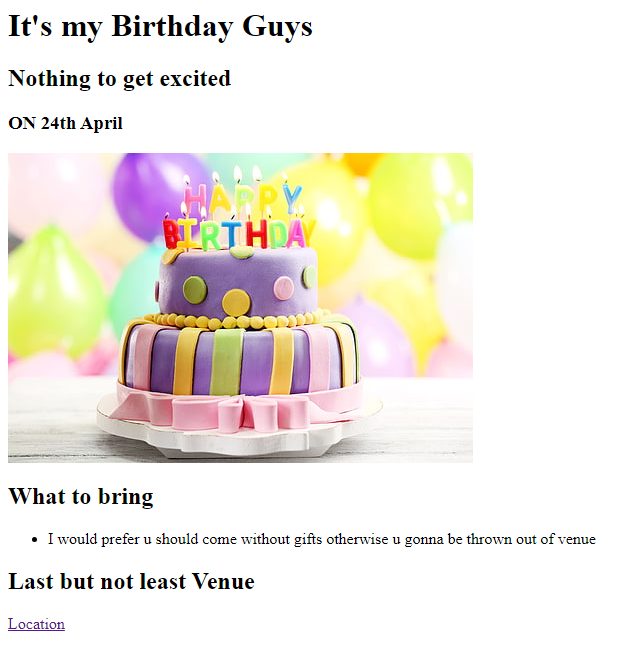 It's my Birthday Guys
Nothing to get excited
ON 24th April
HAPPY
BIRTHDAY
What to bring
I would prefer u should come without gifts otherwise u gonna be thrown out of venue
Last but not least Venue
Location